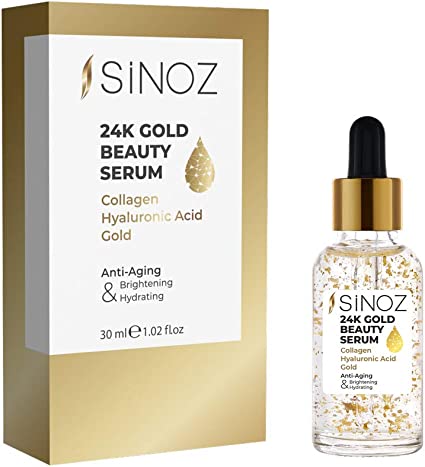 SiNOZ
24K GOLD
BEAUTY
SERUM
Collagen
Hyaluronic Acid
Gold
Anti-Aging
& Brightening
Hydrating
30 ml ℮ 1.02 fl.oz
SiNOZ
24K GOLD
BEAUTY
SERUM
Collagen
Hyaluronic Acid
Gold
Anti-Aging
& Brightening
Hydrating